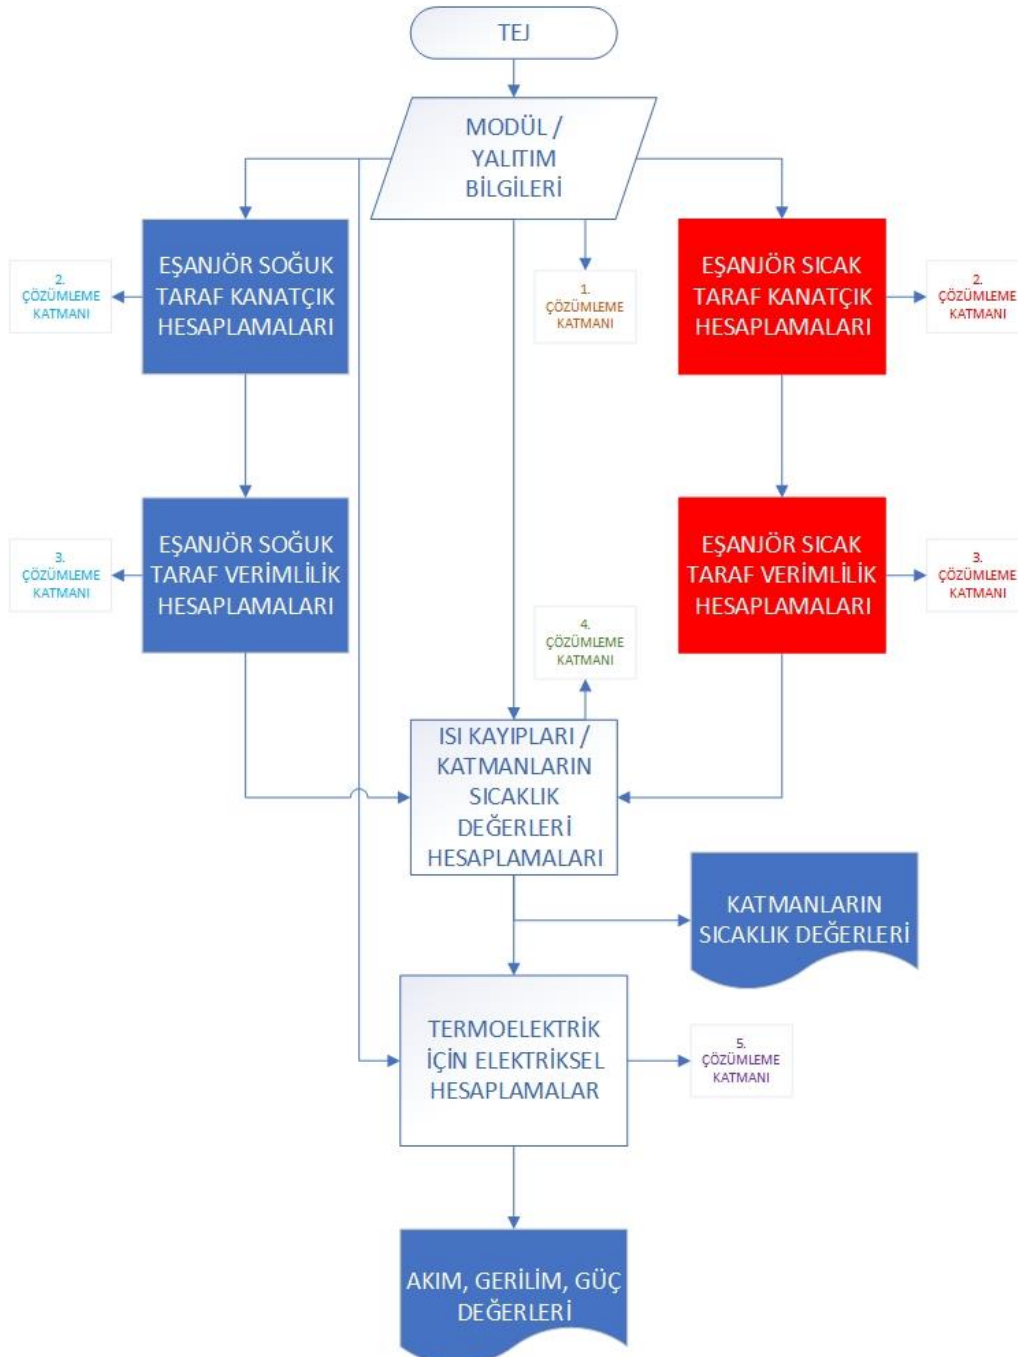 TEJ
MODÜL /
YALITIM
BİLGİLERİ
EŞANJÖR SOĞUK
TARAF KANATÇIK
HESAPLAMALARI
2.
ÇÖZÜMLEME
KATMANI
1.
ÇÖZÜMLEME
KATMANI
EŞANJÖR SICAK
TARAF KANATÇIK
HESAPLAMALARI
2.
ÇÖZÜMLEME
KATMANI
EŞANJÖR SOĞUK
TARAF VERİMLİLİK
HESAPLAMALARI
3.
ÇÖZÜMLEME
KATMANI
EŞANJÖR SICAK
TARAF VERİMLİLİK
HESAPLAMALARI
3.
ÇÖZÜMLEME
KATMANI
4.
ÇÖZÜMLEME
KATMANI
ISI KAYIPLARI /
KATMANLARIN
SICAKLIK
DEĞERLERİ
HESAPLAMALARI
KATMANLARIN
SICAKLIK DEĞERLERİ
TERMOELEKTRİK
İÇİN ELEKTRİKSEL
HESAPLAMALAR
5.
ÇÖZÜMLEME
KATMANI
AKIM, GERİLİM, GÜÇ
DEĞERLERİ